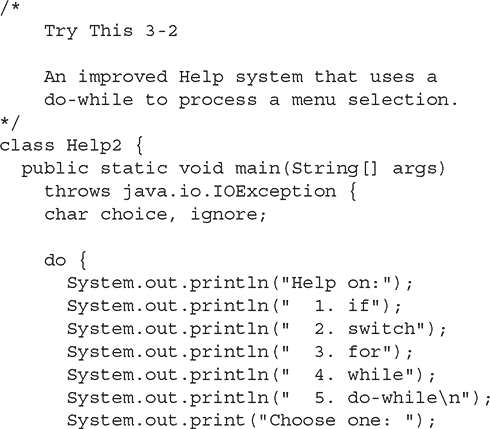 /*
    Try This 3-2

    An improved Help system that uses a
    do-while to process a menu selection.
*/
class Help2 {
  public static void main(String[] args)
    throws java.io.IOException {
    char choice, ignore;

    do {
      System.out.println("Help on:");
      System.out.println("  1. if");
      System.out.println("  2. switch");
      System.out.println("  3. for");
      System.out.println("  4. while");
      System.out.println("  5. do-while\n");
      System.out.print("Choose one: ");